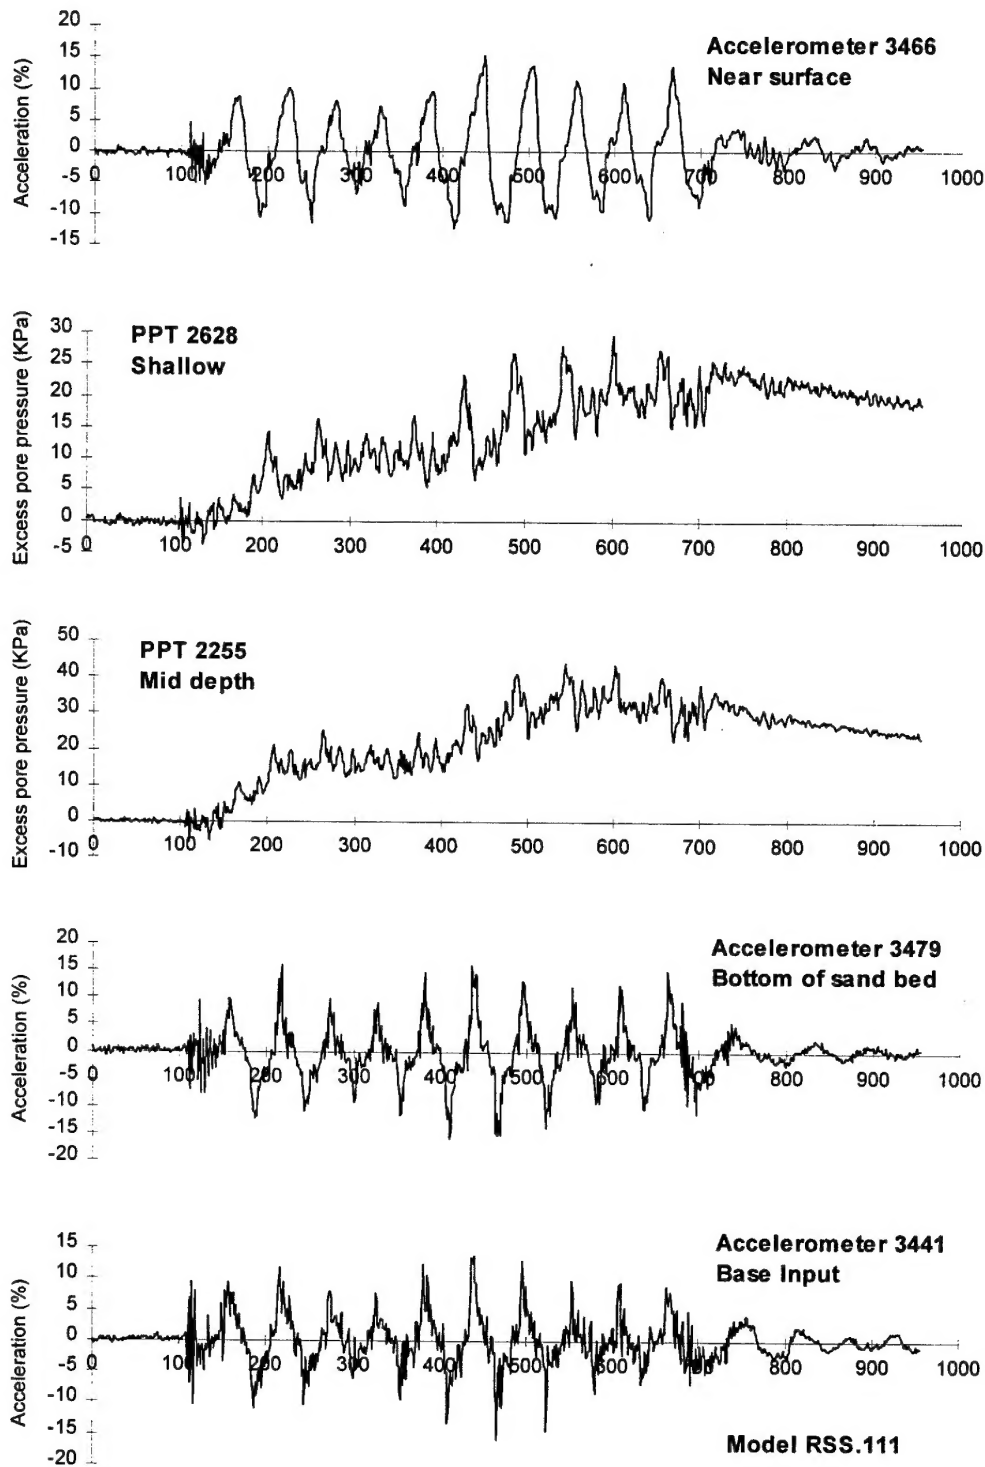 20
15
10
5
0
-5
-10
-15
Acceleration (%)
Accelerometer 3466
Near surface
0 100 200 300 400 500 600 700 800 900 1000
30
25
20
15
10
5
0
-5
Excess pore pressure (KPa)
PPT 2628
Shallow
0 100 200 300 400 500 600 700 800 900 1000
50
40
30
20
10
0
-10
Excess pore pressure (KPa)
PPT 2255
Mid depth
0 100 200 300 400 500 600 700 800 900 1000
20
15
10
5
0
-5
-10
-15
-20
Acceleration (%)
Accelerometer 3479
Bottom of sand bed
0 100 200 300 400 500 600 700 800 900 1000
15
10
5
0
-5
-10
-15
-20
Acceleration (%)
Accelerometer 3441
Base Input
0 100 200 300 400 500 600 700 800 900 1000
Model RSS.111